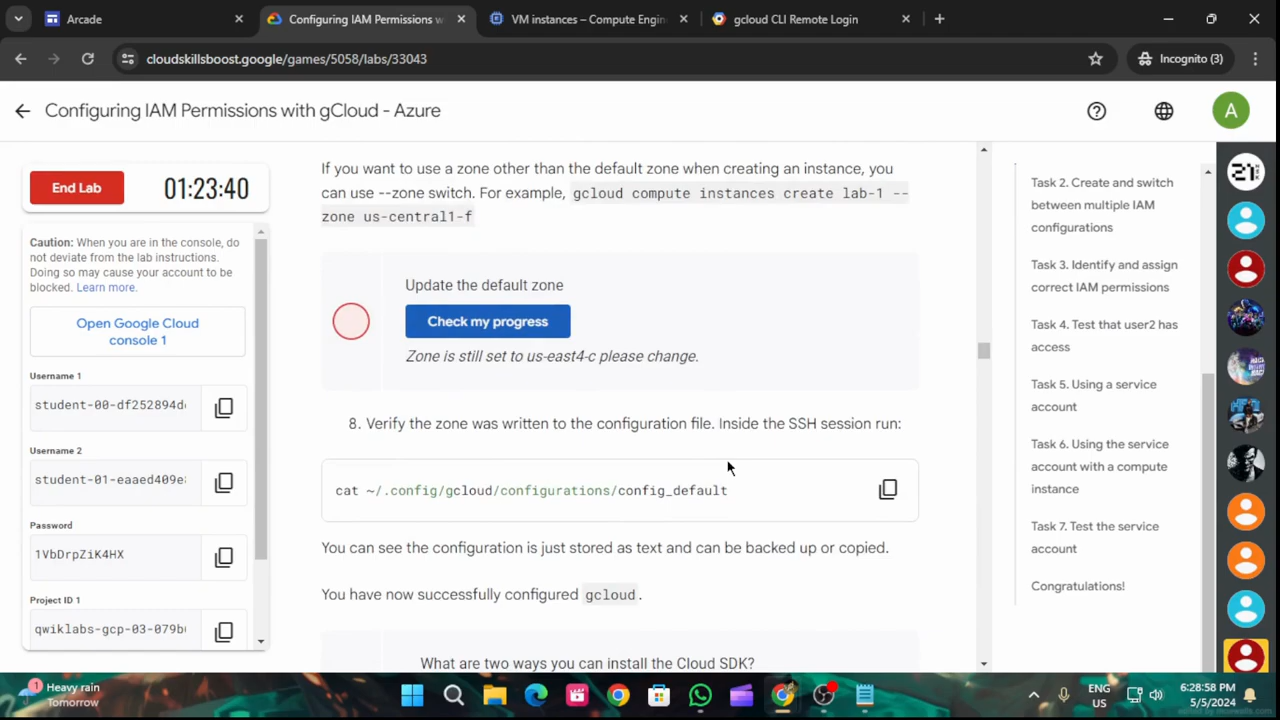 Arcade
Configuring IAM Permissions w
VM instances – Compute Engin
gcloud CLI Remote Login
cloudskillsboost.google/games/5058/labs/33043
Incognito (3)
Configuring IAM Permissions with gCloud - Azure
A
End Lab
01:23:40
Caution: When you are in the console, do
not deviate from the lab instructions.
Doing so may cause your account to be
blocked. Learn more.
Open Google Cloud
console 1
Username 1
student-00-df252894d
Username 2
student-01-eaaed409e
Password
1VbDrpZiK4HX
Project ID 1
qwiklabs-gcp-03-079b
If you want to use a zone other than the default zone when creating an instance, you
can use --zone switch. For example, gcloud compute instances create lab-1 --
zone us-central1-f
Update the default zone
Check my progress
Zone is still set to us-east4-c please change.
8. Verify the zone was written to the configuration file. Inside the SSH session run:
cat ~/.config/gcloud/configurations/config_default
You can see the configuration is just stored as text and can be backed up or copied.
You have now successfully configured gcloud.
What are two ways you can install the Cloud SDK?
Task 2. Create and switch
between multiple IAM
configurations
Task 3. Identify and assign
correct IAM permissions
Task 4. Test that user2 has
access
Task 5. Using a service
account
Task 6. Using the service
account with a compute
instance
Task 7. Test the service
account
Congratulations!
1
Heavy rain
Tomorrow
ENG
US
6:28:58 PM
5/5/2024